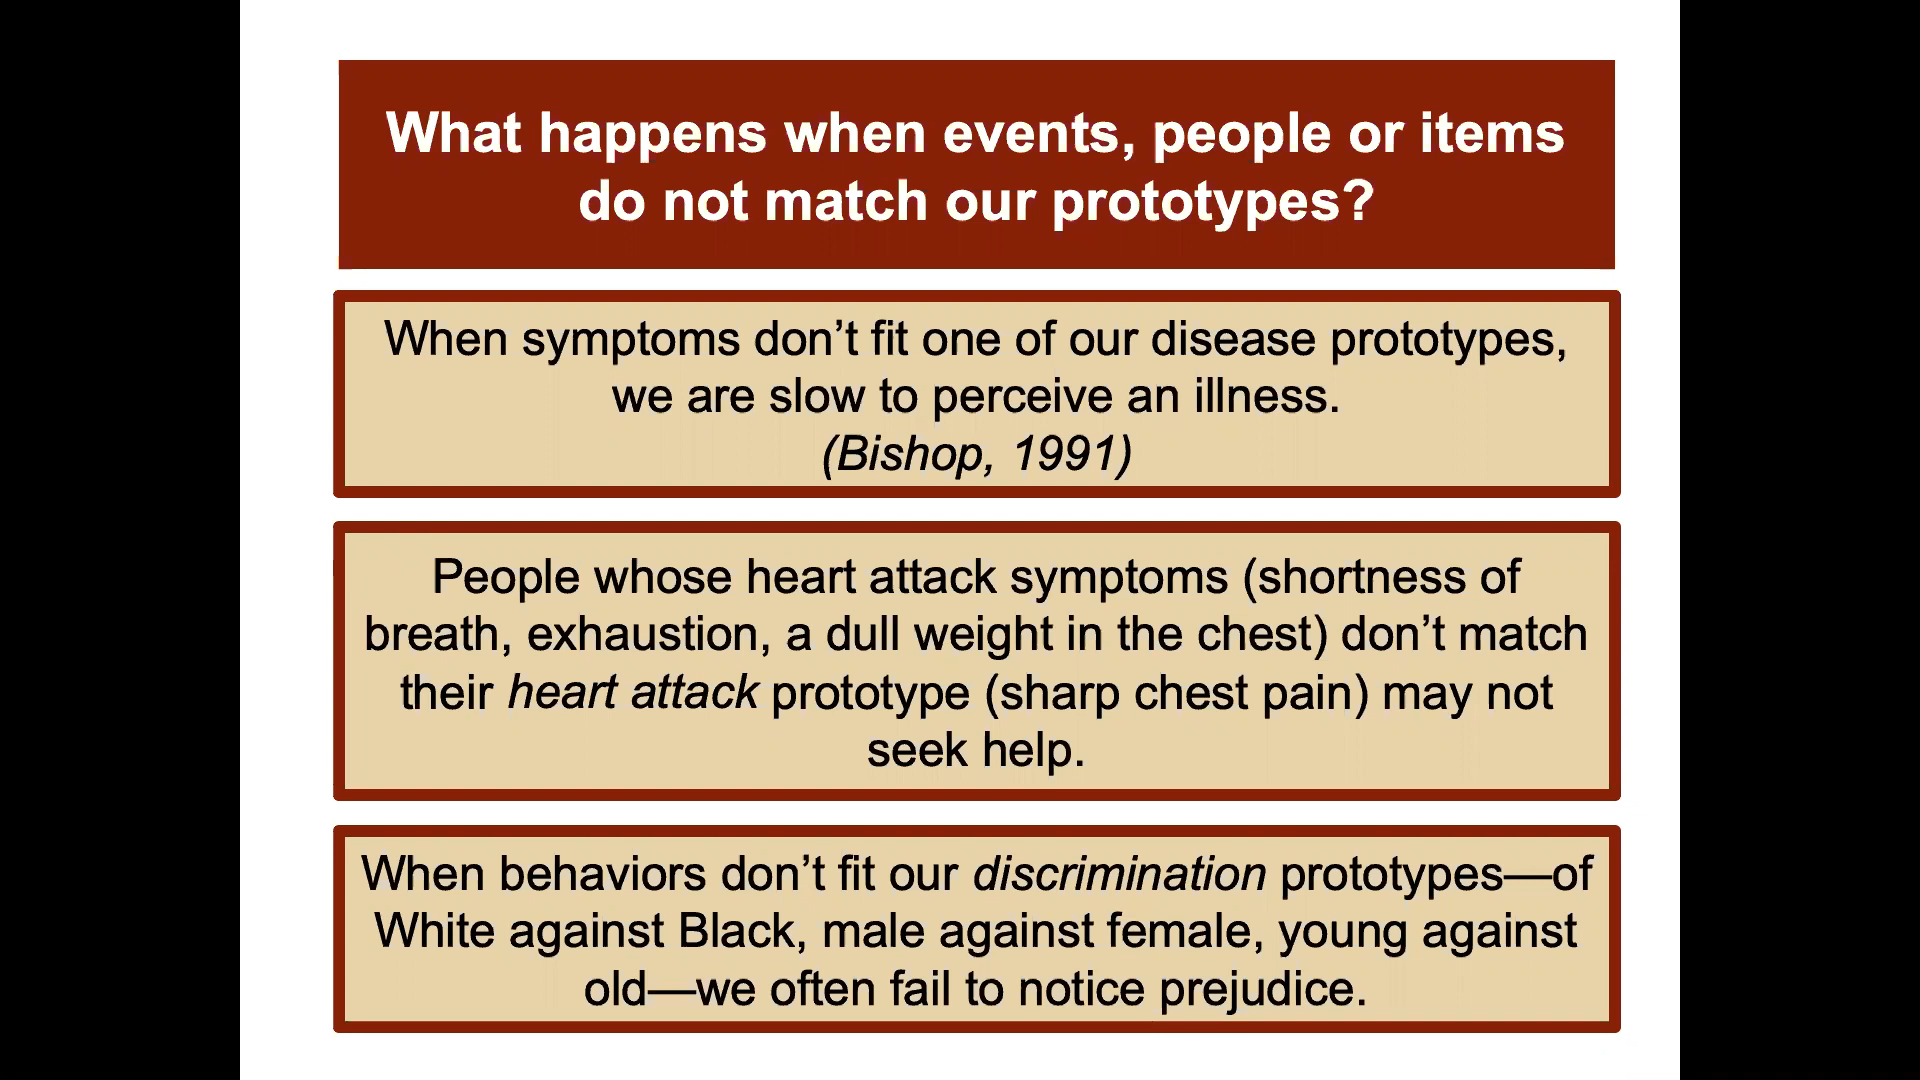 What happens when events, people or items
do not match our prototypes?
When symptoms don’t fit one of our disease prototypes,
we are slow to perceive an illness.
(Bishop, 1991)
People whose heart attack symptoms (shortness of
breath, exhaustion, a dull weight in the chest) don’t match
their heart attack prototype (sharp chest pain) may not
seek help.
When behaviors don’t fit our discrimination prototypes—of
White against Black, male against female, young against
old—we often fail to notice prejudice.